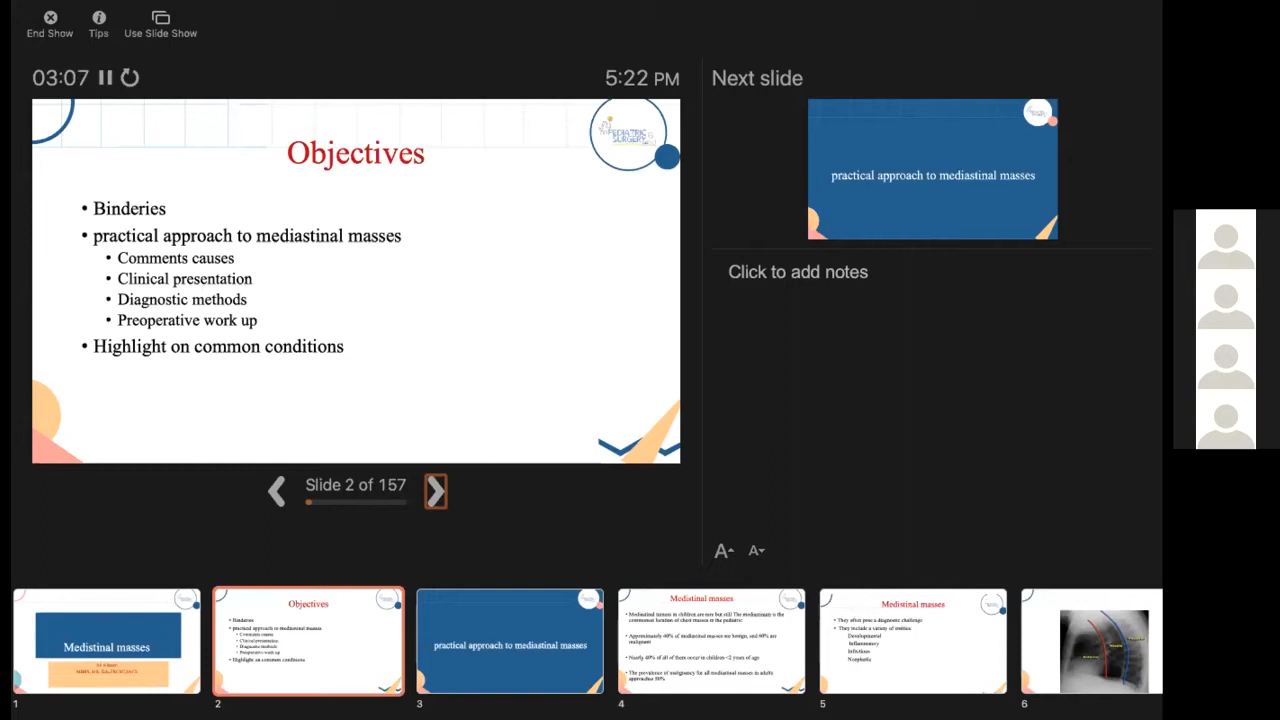 End Show
Tips
Use Slide Show
03:07
5:22 PM
Objectives
PEDIATRIC
SURGERY
• Binderies
• practical approach to mediastinal masses
• Comments causes
• Clinical presentation
• Diagnostic methods
• Preoperative work up
• Highlight on common conditions
Slide 2 of 157
Next slide
practical approach to mediastinal masses
Click to add notes
A A
Medistinal masses
1
Objectives
• Binderies
• practical approach to mediastinal masses
• Comments causes
• Clinical presentation
• Diagnostic methods
• Preoperative work up
• Highlight on common conditions
2
practical approach to mediastinal masses
3
Medistinal masses
• Mediastinal tumors in children are rare but still The mediastinum is the
commonest location of chest masses in the pediatric
• Approximately 60% of mediastinal masses are benign, and 40% are
malignant
• Nearly 40% of all of them occur in children <2 years of age
• The prevalence of malignancy for all mediastinal masses in adults
approaches 50%
4
Medistinal masses
• They often pose a diagnostic challenge
• They include a variety of entities:
Developmental
Inflammatory
Infectious
Neoplastic
5
6